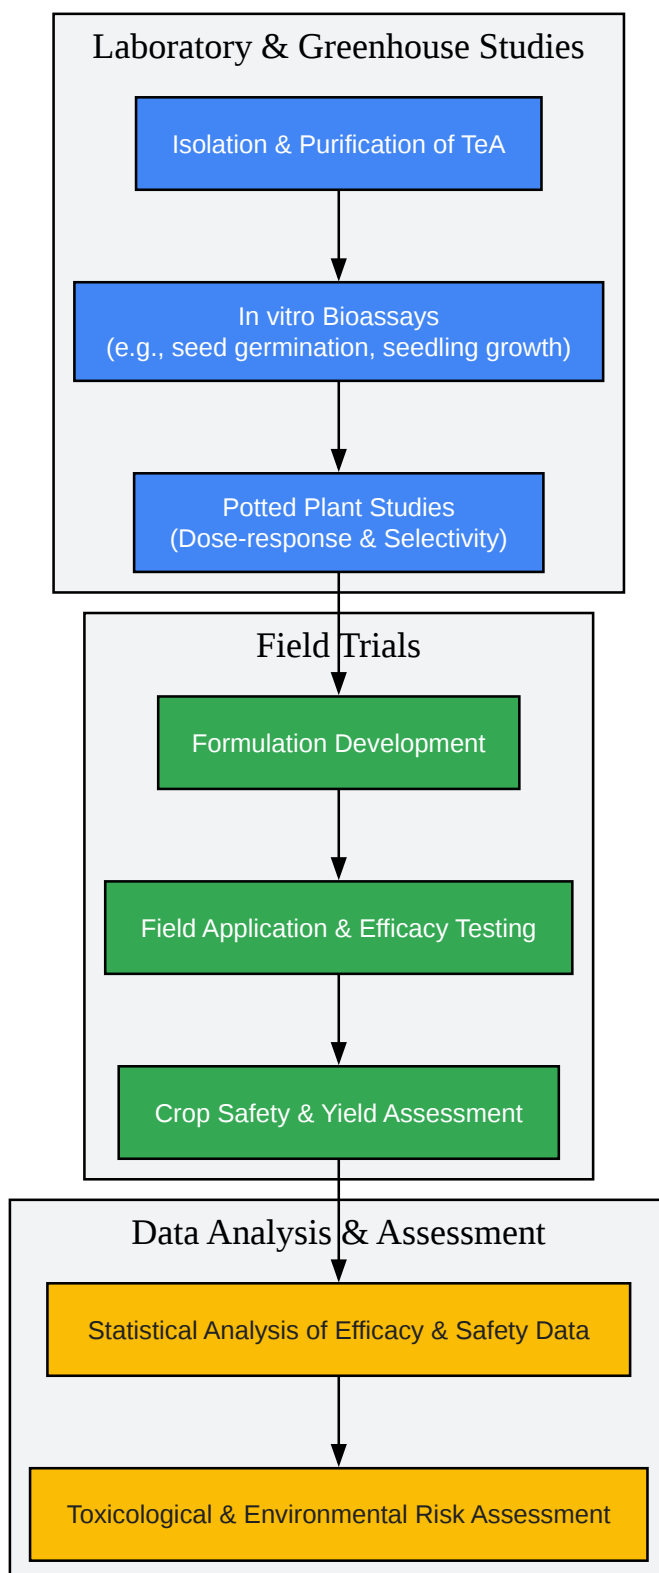 Laboratory & Greenhouse Studies
Isolation & Purification of TeA
In vitro Bioassays
(e.g., seed germination, seedling growth)
Potted Plant Studies
(Dose-response & Selectivity)
Field Trials
Formulation Development
Field Application & Efficacy Testing
Crop Safety & Yield Assessment
Data Analysis & Assessment
Statistical Analysis of Efficacy & Safety Data
Toxicological & Environmental Risk Assessment